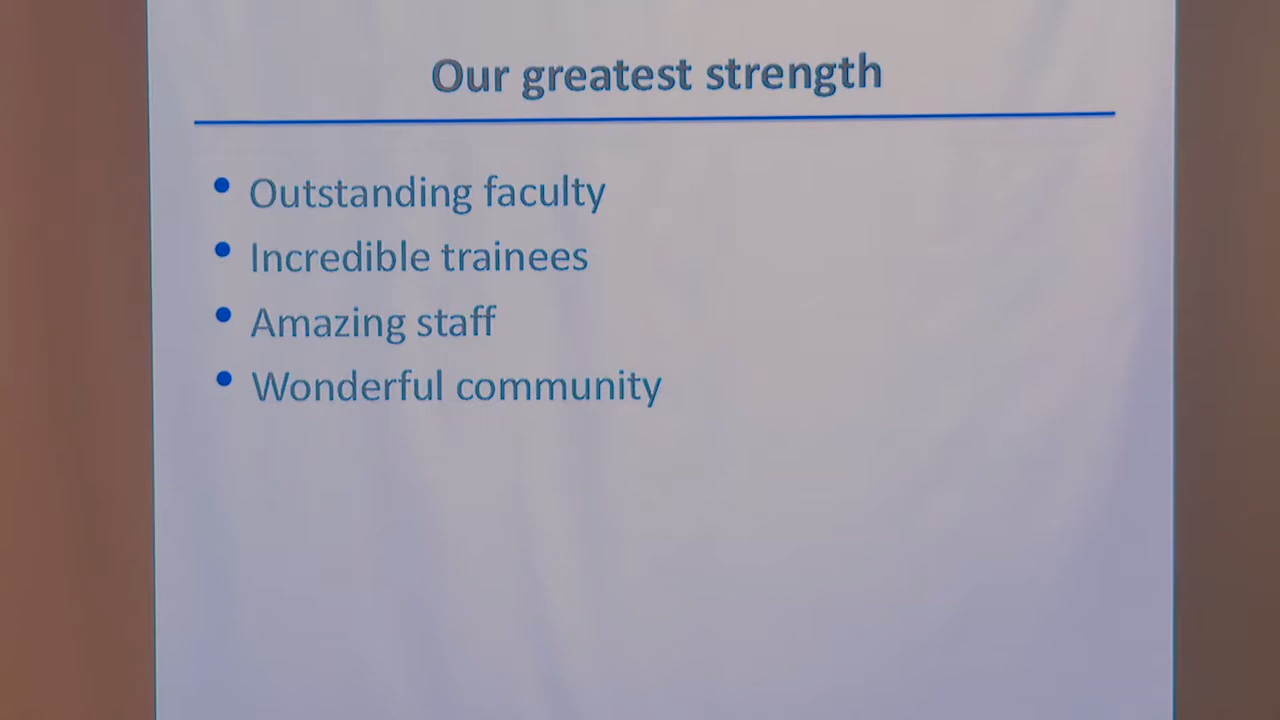 Our greatest strength
• Outstanding faculty
• Incredible trainees
• Amazing staff
• Wonderful community